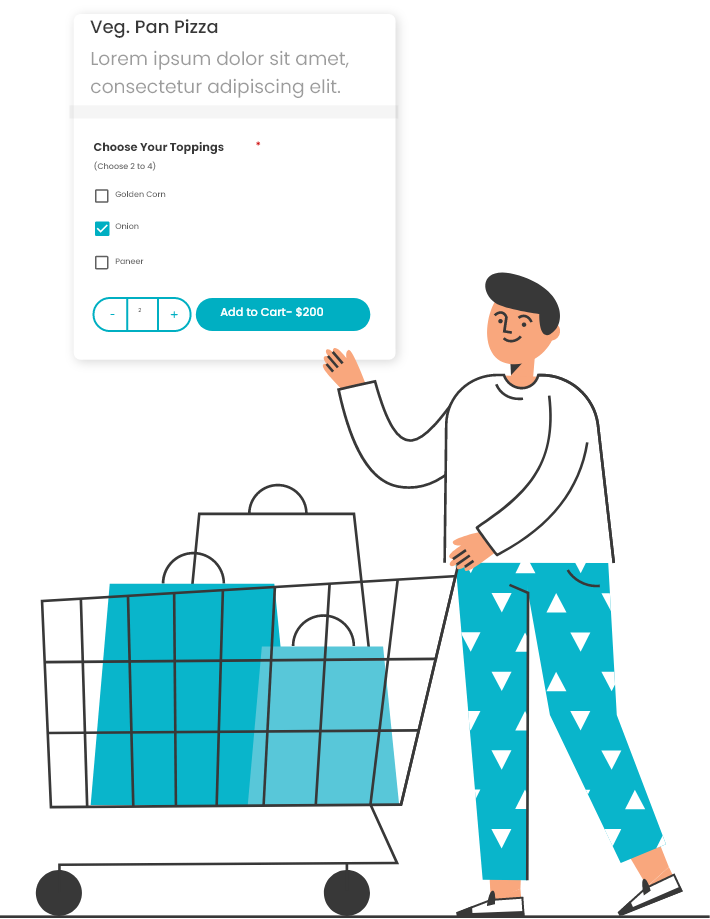 Veg. Pan Pizza
Lorem ipsum dolor sit amet,
consectetur adipiscing elit.
Choose Your Toppings *
(Choose 2 to 4)
Golden Corn
Onion
Paneer
- 2 + Add to Cart- $200